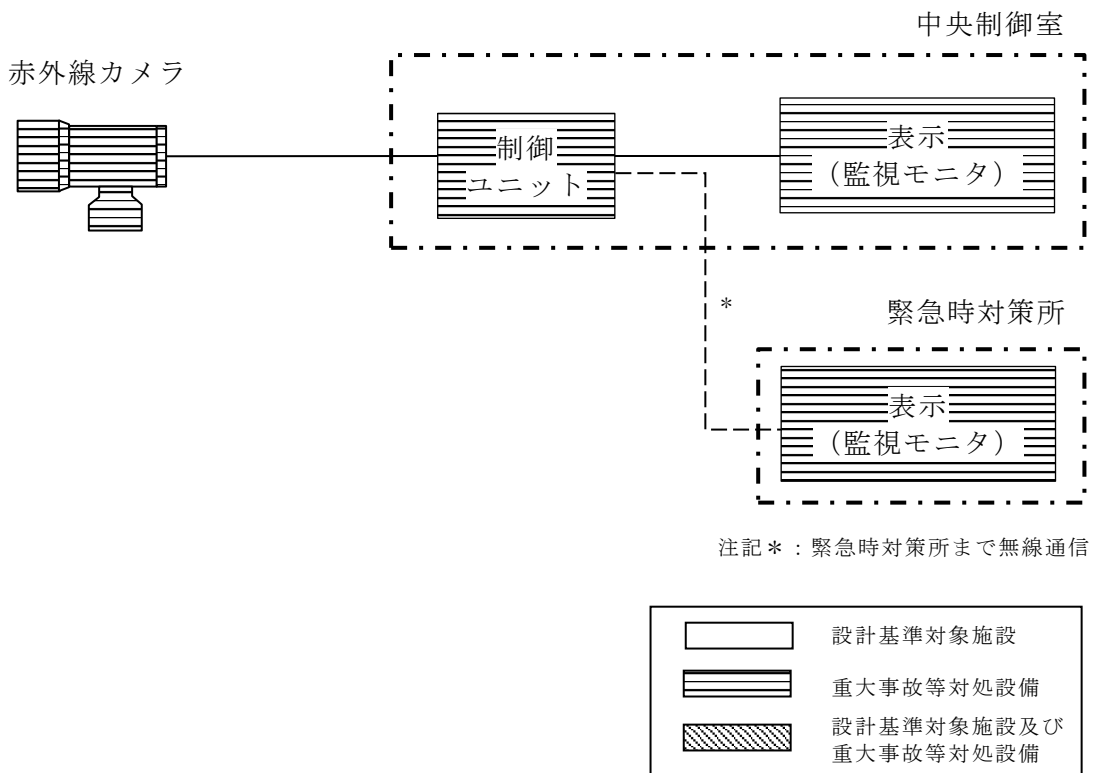 中央制御室
赤外線カメラ
制御
ユニット
表示
（監視モニタ）
＊
緊急時対策所
表示
（監視モニタ）
注記＊：緊急時対策所まで無線通信
設計基準対象施設
重大事故等対処設備
設計基準対象施設及び
重大事故等対処設備